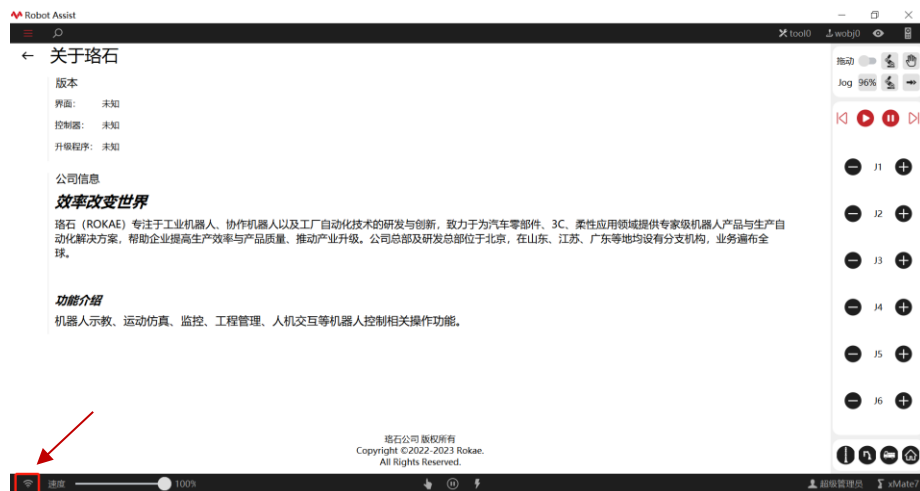 Robot Assist
tool0 wobj0
关于珞石
拖动
Jog 96%
版本
界面： 未知
控制器： 未知
升级程序： 未知
公司信息
效率改变世界
珞石（ROKAE）专注于工业机器人、协作机器人以及工厂自动化技术的研发与创新，致力于为汽车零部件、3C、柔性应用领域提供专家级机器人产品与生产自
动化解决方案，帮助企业提高生产效率与产品质量、推动产业升级。公司总部及研发总部位于北京，在山东、江苏、广东等地均设有分支机构，业务遍布全
球。
功能介绍
机器人示教、运动仿真、监控、工程管理、人机交互等机器人控制相关操作功能。
J1
J2
J3
J4
J5
J6
珞石公司 版权所有
Copyright ©2022-2023 Rokae.
All Rights Reserved.
速度 100% 超级管理员 xMate7